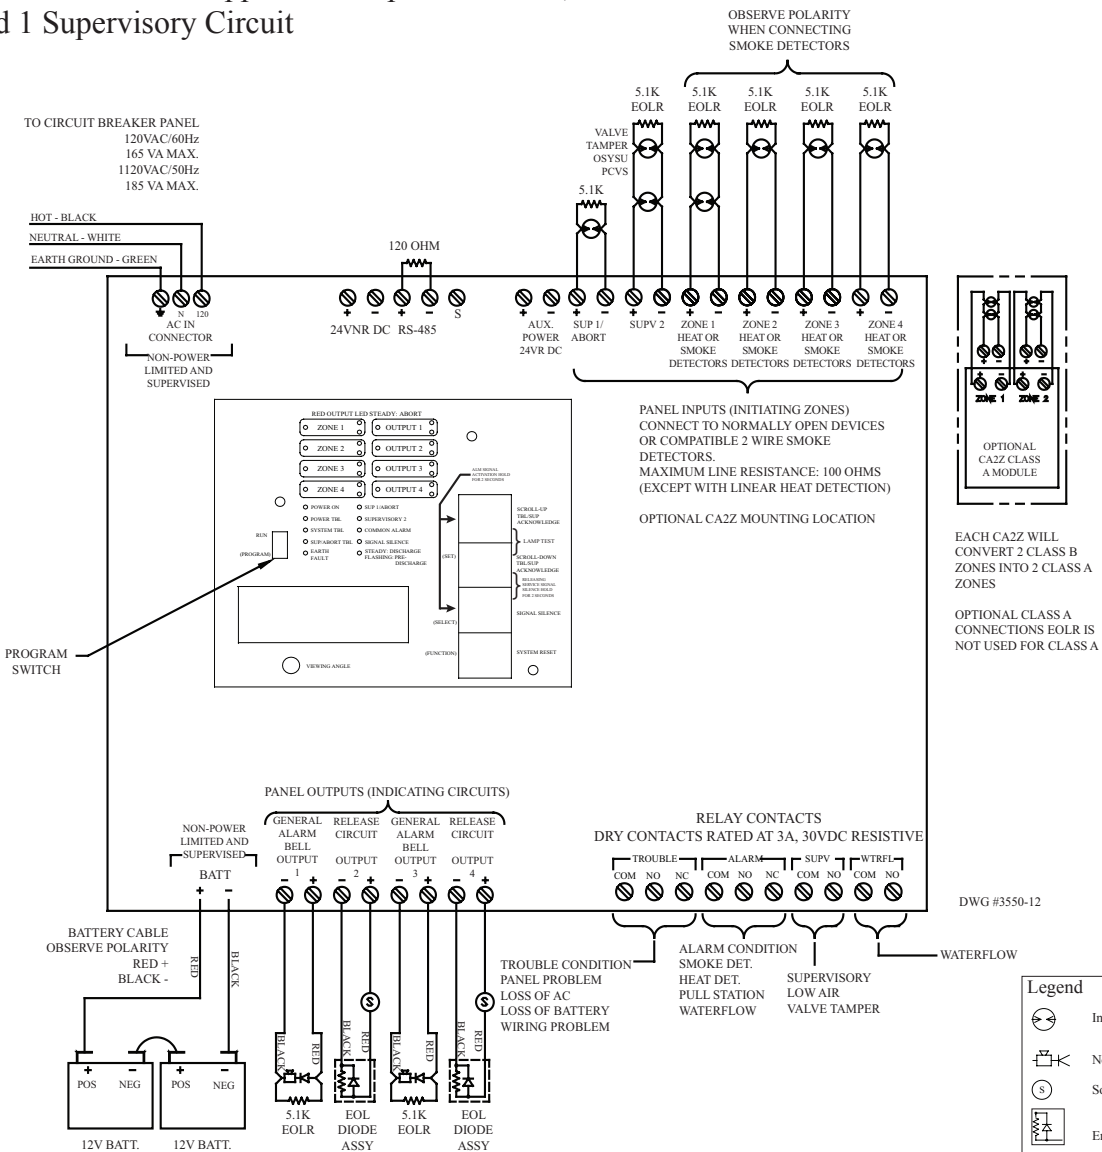 d 1 Supervisory Circuit
OBSERVE POLARITY
WHEN CONNECTING
SMOKE DETECTORS
5.1K
EOLR
5.1K
EOLR
5.1K
EOLR
5.1K
EOLR
5.1K
EOLR
VALVE
TAMPER
OSYSU
PCVS
5.1K
TO CIRCUIT BREAKER PANEL
120VAC/60Hz
165 VA MAX.
1120VAC/50Hz
185 VA MAX.
HOT - BLACK
NEUTRAL - WHITE
EARTH GROUND - GREEN
120 OHM
N 120
AC IN
CONNECTOR
NON-POWER
LIMITED AND
SUPERVISED
+ -
24VNR DC
+ -
RS-485
S
+ -
AUX.
POWER
24VR DC
+ -
SUP 1/
ABORT
+ -
SUPV 2
+ -
ZONE 1
HEAT OR
SMOKE
DETECTORS
+ -
ZONE 2
HEAT OR
SMOKE
DETECTORS
+ -
ZONE 3
HEAT OR
SMOKE
DETECTORS
+ -
ZONE 4
HEAT OR
SMOKE
DETECTORS
PANEL INPUTS (INITIATING ZONES)
CONNECT TO NORMALLY OPEN DEVICES
OR COMPATIBLE 2 WIRE SMOKE
DETECTORS.
MAXIMUM LINE RESISTANCE: 100 OHMS
(EXCEPT WITH LINEAR HEAT DETECTION)
OPTIONAL CA2Z MOUNTING LOCATION
+ - + -
+ - + -
ZONE 1 ZONE 2
OPTIONAL
CA2Z CLASS
A MODULE
EACH CA2Z WILL
CONVERT 2 CLASS B
ZONES INTO 2 CLASS A
ZONES
OPTIONAL CLASS A
CONNECTIONS EOLR IS
NOT USED FOR CLASS A
RED OUTPUT LED STEADY: ABORT
ZONE 1 OUTPUT 1
ZONE 2 OUTPUT 2
ZONE 3 OUTPUT 3
ZONE 4 OUTPUT 4
POWER ON SUP 1/ABORT
POWER TBL SUPERVISORY 2
SYSTEM TBL COMMON ALARM
SUP/ABORT TBL SIGNAL SILENCE
EARTH
FAULT
STEADY: DISCHARGE
FLASHING: PRE-
DISCHARGE
RUN
(PROGRAM)
ALM SIGNAL
ACTIVATION HOLD
FOR 2 SECONDS
SCROLL-UP
TBL/SUP
ACKNOWLEDGE
LAMP TEST
(SET)
SCROLL-DOWN
TBL/SUP
ACKNOWLEDGE
RELEASING
SERVICE SIGNAL
SILENCE HOLD
FOR 2 SECONDS
SIGNAL SILENCE
(SELECT)
(FUNCTION)
SYSTEM RESET
VIEWING ANGLE
PROGRAM
SWITCH
PANEL OUTPUTS (INDICATING CIRCUITS)
NON-POWER
LIMITED AND
SUPERVISED
BATT
+ -
GENERAL
ALARM
BELL
OUTPUT
1
- +
RELEASE
CIRCUIT
OUTPUT
2
- +
GENERAL
ALARM
BELL
OUTPUT
3
- +
RELEASE
CIRCUIT
OUTPUT
4
- +
RELAY CONTACTS
DRY CONTACTS RATED AT 3A, 30VDC RESISTIVE
TROUBLE ALARM SUPV WTRFL
COM NO NC COM NO NC COM NO COM NO
DWG #3550-12
BATTERY CABLE
OBSERVE POLARITY
RED +
BLACK -
RED
BLACK
TROUBLE CONDITION
PANEL PROBLEM
LOSS OF AC
LOSS OF BATTERY
WIRING PROBLEM
ALARM CONDITION
SMOKE DET.
HEAT DET.
PULL STATION
WATERFLOW
SUPERVISORY
LOW AIR
VALVE TAMPER
WATERFLOW
S
S
BLACK RED BLACK RED BLACK RED BLACK RED
+ - + -
POS NEG POS NEG
12V BATT. 12V BATT.
5.1K
EOLR
EOL
DIODE
ASSY
5.1K
EOLR
EOL
DIODE
ASSY
Legend
In
N
S
So
En